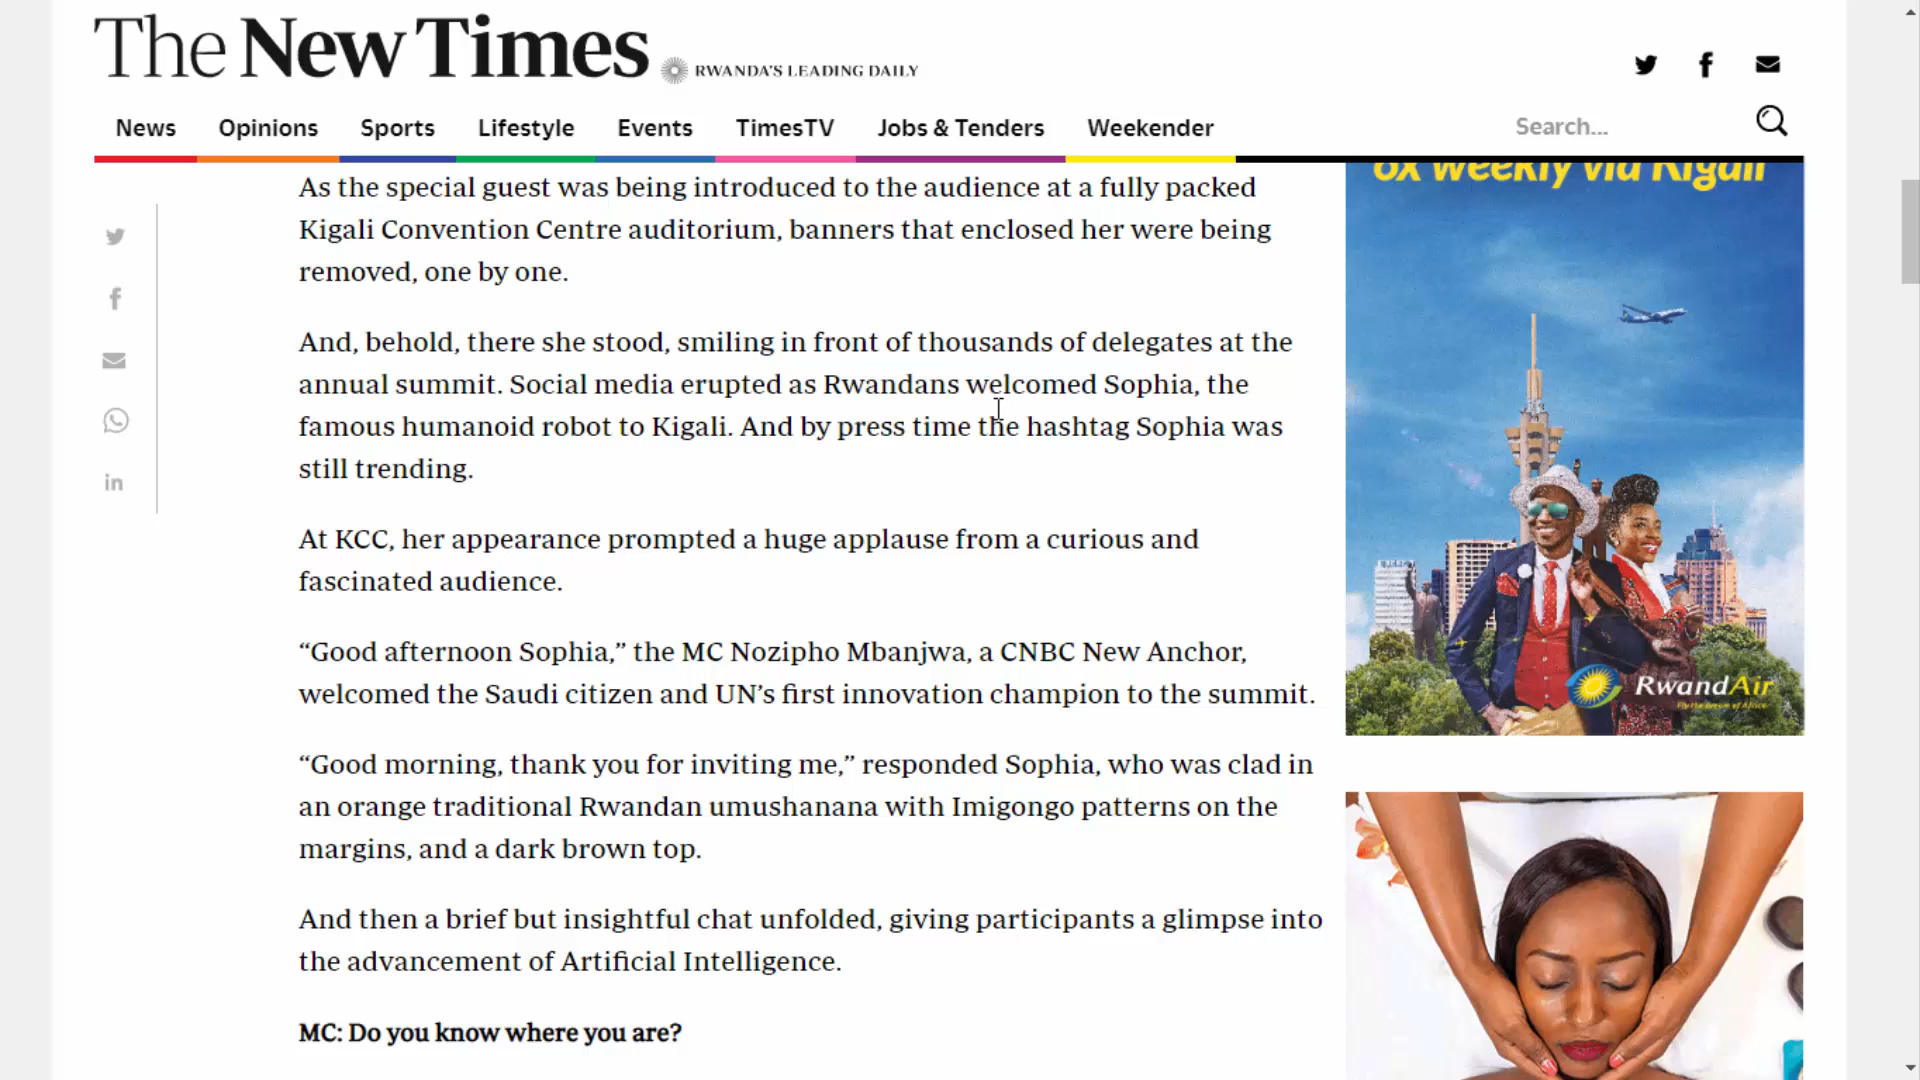 The New Times RWANDA'S LEADING DAILY
News Opinions Sports Lifestyle Events TimesTV Jobs & Tenders Weekender Search...
As the special guest was being introduced to the audience at a fully packed
Kigali Convention Centre auditorium, banners that enclosed her were being
removed, one by one.
And, behold, there she stood, smiling in front of thousands of delegates at the
annual summit. Social media erupted as Rwandans welcomed Sophia, the
famous humanoid robot to Kigali. And by press time the hashtag Sophia was
still trending.
At KCC, her appearance prompted a huge applause from a curious and
fascinated audience.
“Good afternoon Sophia,” the MC Nozipho Mbanjwa, a CNBC New Anchor,
welcomed the Saudi citizen and UN’s first innovation champion to the summit.
“Good morning, thank you for inviting me,” responded Sophia, who was clad in
an orange traditional Rwandan umushanana with Imigongo patterns on the
margins, and a dark brown top.
And then a brief but insightful chat unfolded, giving participants a glimpse into
the advancement of Artificial Intelligence.
MC: Do you know where you are?
6x weekly via Kigali
RwandAir
Fly the dream of Africa